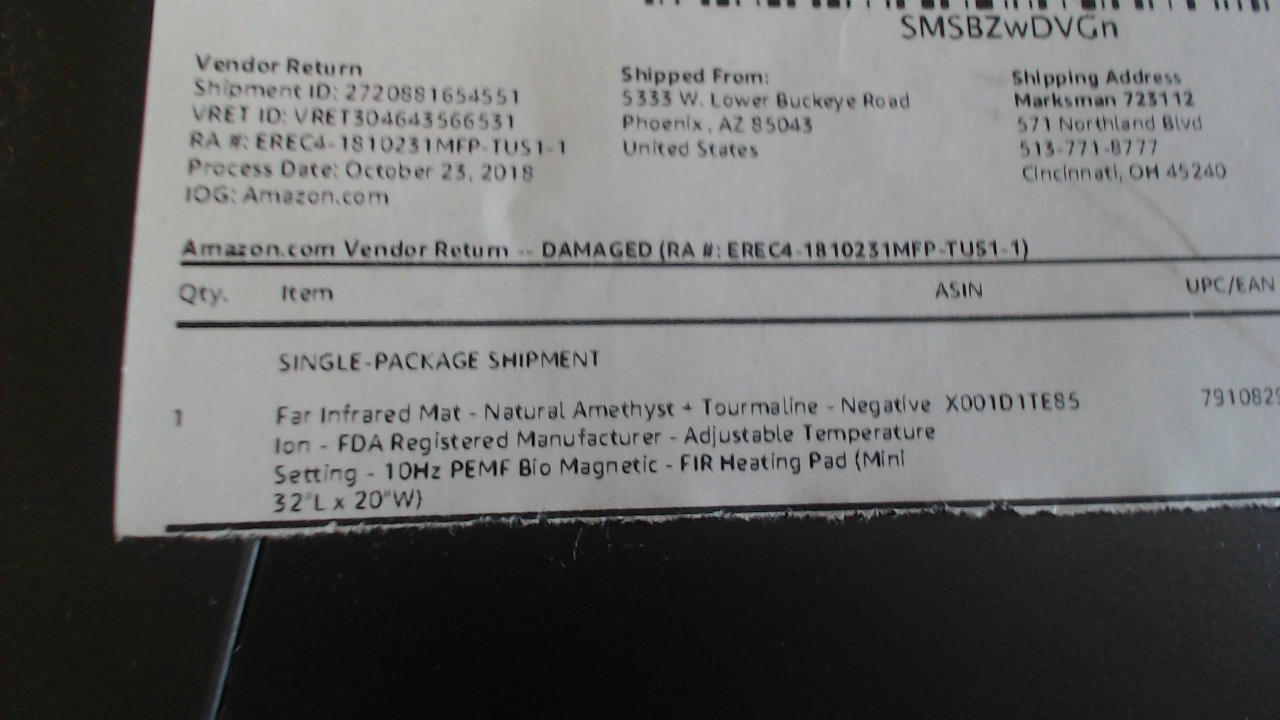 SMSBZwDVGn
Vendor Return
Shipment ID: 2720881654551
VRET ID: VRET304643566531
RA #: EREC4-1810231MFP-TUS1-1
Process Date: October 23, 2018
IOG: Amazon.com
Shipped From:
5333 W. Lower Buckeye Road
Phoenix, AZ 85043
United States
Shipping Address
Marksman 723112
571 Northland Blvd
513-771-8777
Cincinnati, OH 45240
Amazon.com Vendor Return -- DAMAGED (RA #: EREC4-1810231MFP-TUS1-1)
Qty. Item ASIN UPC/EAN
SINGLE-PACKAGE SHIPMENT
1 Far Infrared Mat - Natural Amethyst + Tourmaline - Negative X001D1TE85
Ion - FDA Registered Manufacturer - Adjustable Temperature
Setting - 10Hz PEMF Bio Magnetic - FIR Heating Pad (Mini
32"L x 20"W)